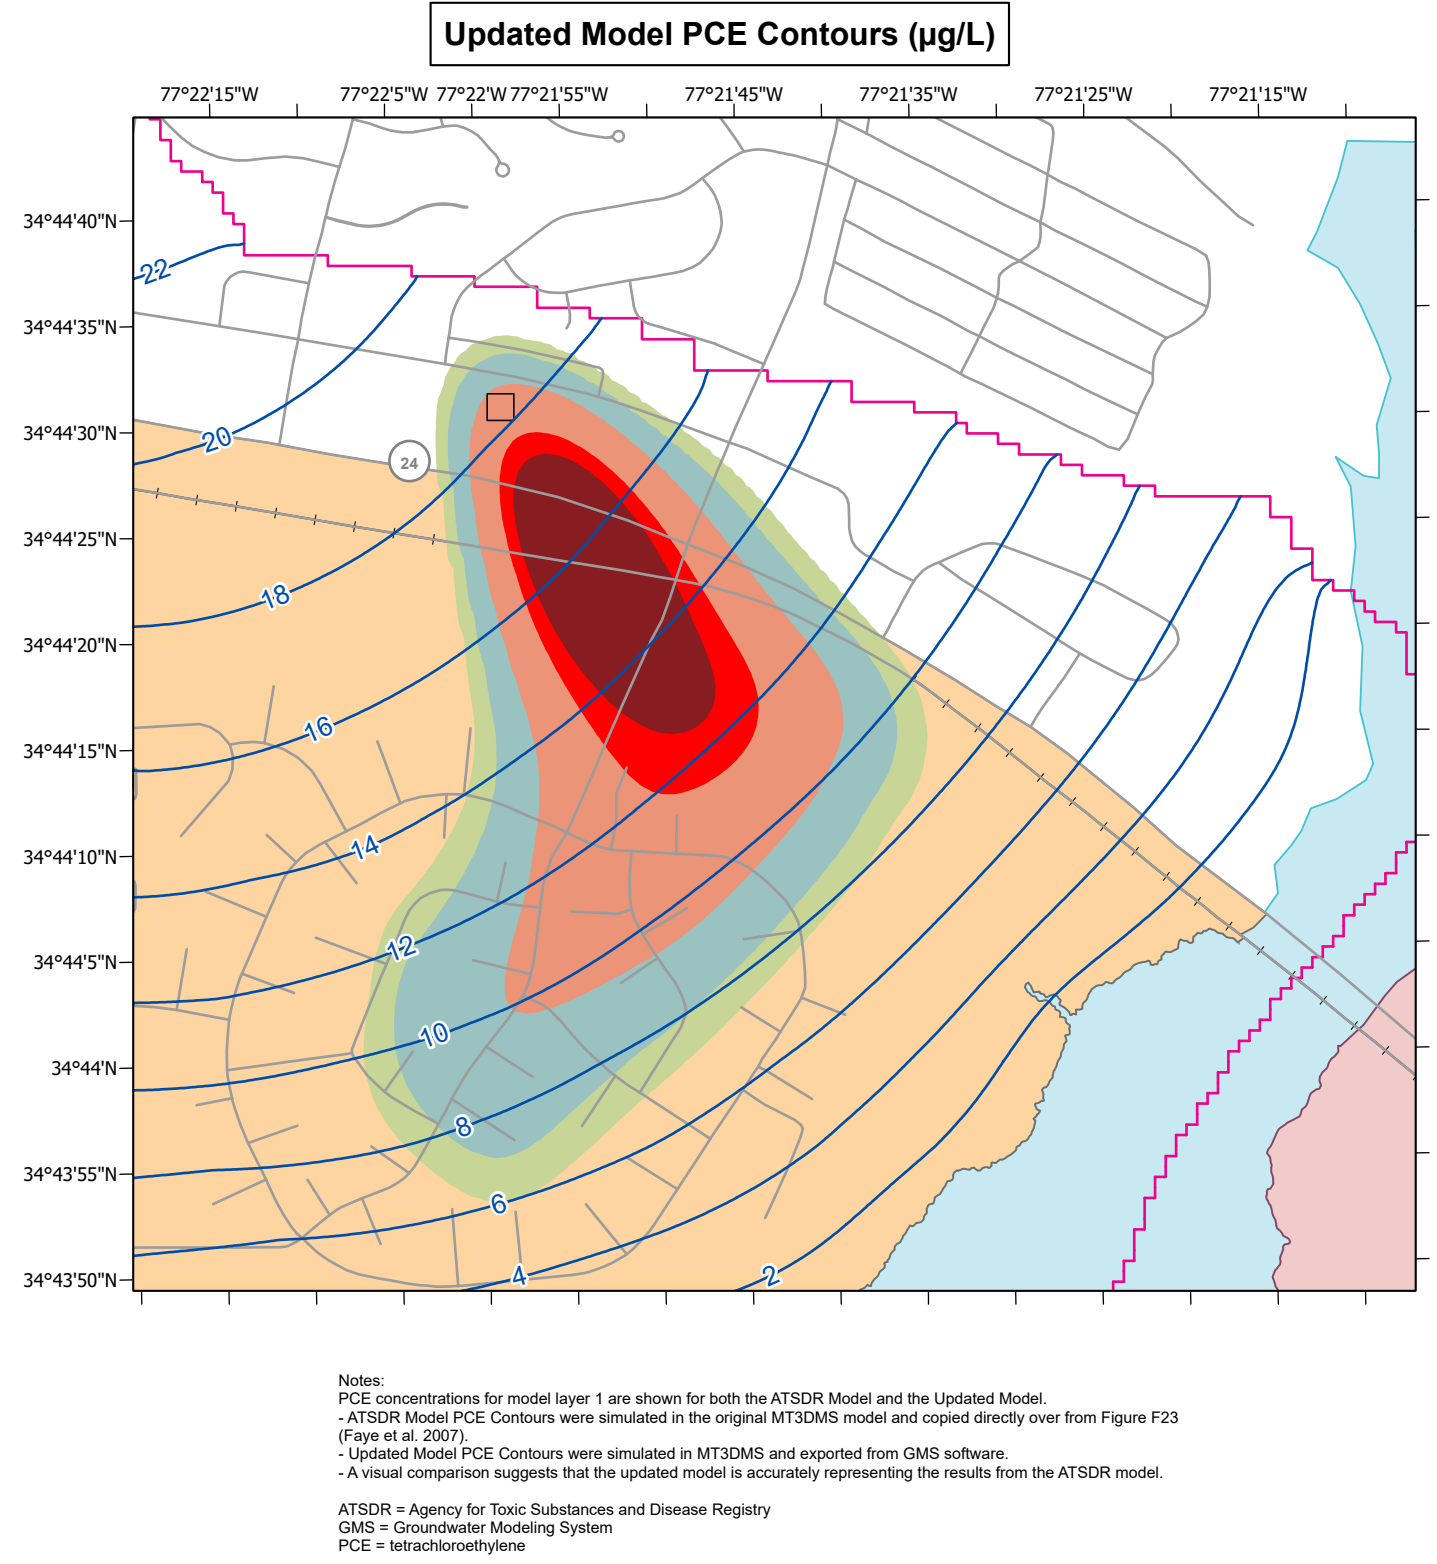 Updated Model PCE Contours (µg/L)
77°22'15"W 77°22'5"W 77°22'W 77°21'55"W 77°21'45"W 77°21'35"W 77°21'25"W 77°21'15"W
34°44'40"N
22
34°44'35"N
34°44'30"N
20
24
34°44'25"N
18
34°44'20"N
16
34°44'15"N
14
34°44'10"N
12
34°44'5"N
10
34°44'N
8
34°43'55"N
6
34°43'50"N
4
2
Notes:
PCE concentrations for model layer 1 are shown for both the ATSDR Model and the Updated Model.
- ATSDR Model PCE Contours were simulated in the original MT3DMS model and copied directly over from Figure F23
(Faye et al. 2007).
- Updated Model PCE Contours were simulated in MT3DMS and exported from GMS software.
- A visual comparison suggests that the updated model is accurately representing the results from the ATSDR model.
ATSDR = Agency for Toxic Substances and Disease Registry
GMS = Groundwater Modeling System
PCE = tetrachloroethylene